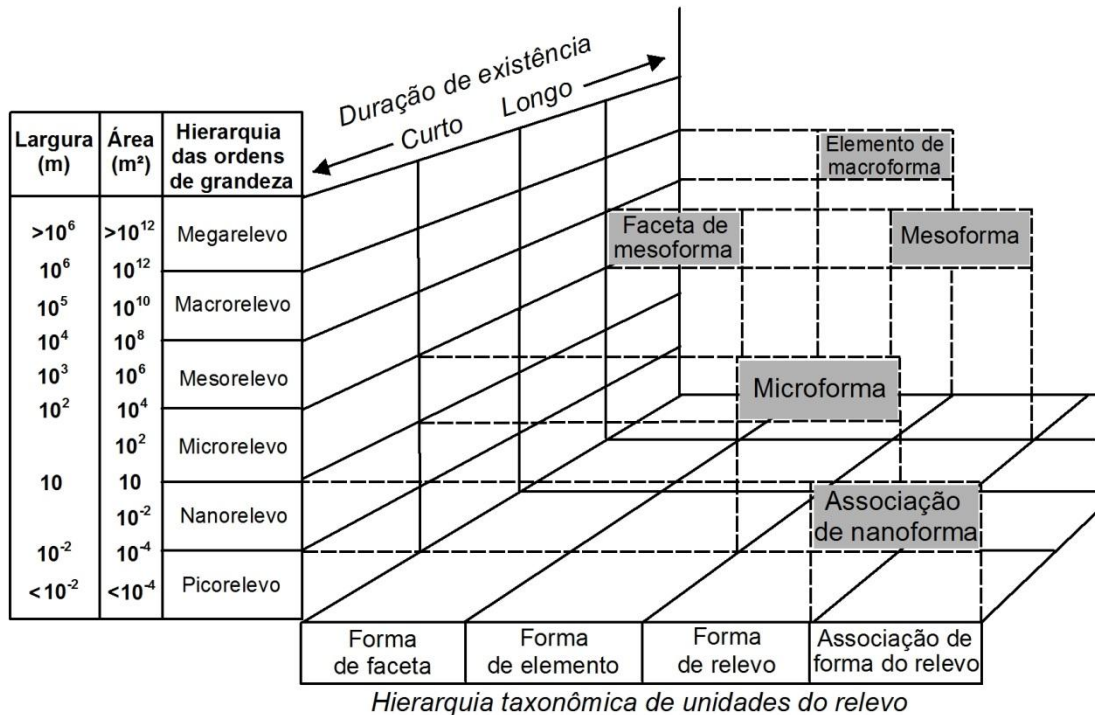 Duração de existência
Longo
Curto
Largura
(m)
Área
(m²)
Hierarquia
das ordens
de grandeza
>10⁶
>10¹²
Megarelevo
10⁶
10¹²
10⁵
10¹⁰
Macrorelevo
10⁴
10⁸
10³
10⁶
Mesorelevo
10²
10⁴
10²
Microrelevo
10
10
10⁻²
Nanorelevo
10⁻²
10⁻⁴
<10⁻²
<10⁻⁴
Picorelevo
Elemento de
macroforma
Faceta de
mesoforma
Mesoforma
Microforma
Associação
de nanoforma
Forma
de faceta
Forma
de elemento
Forma
de relevo
Associação de
forma do relevo
Hierarquia taxonômica de unidades do relevo